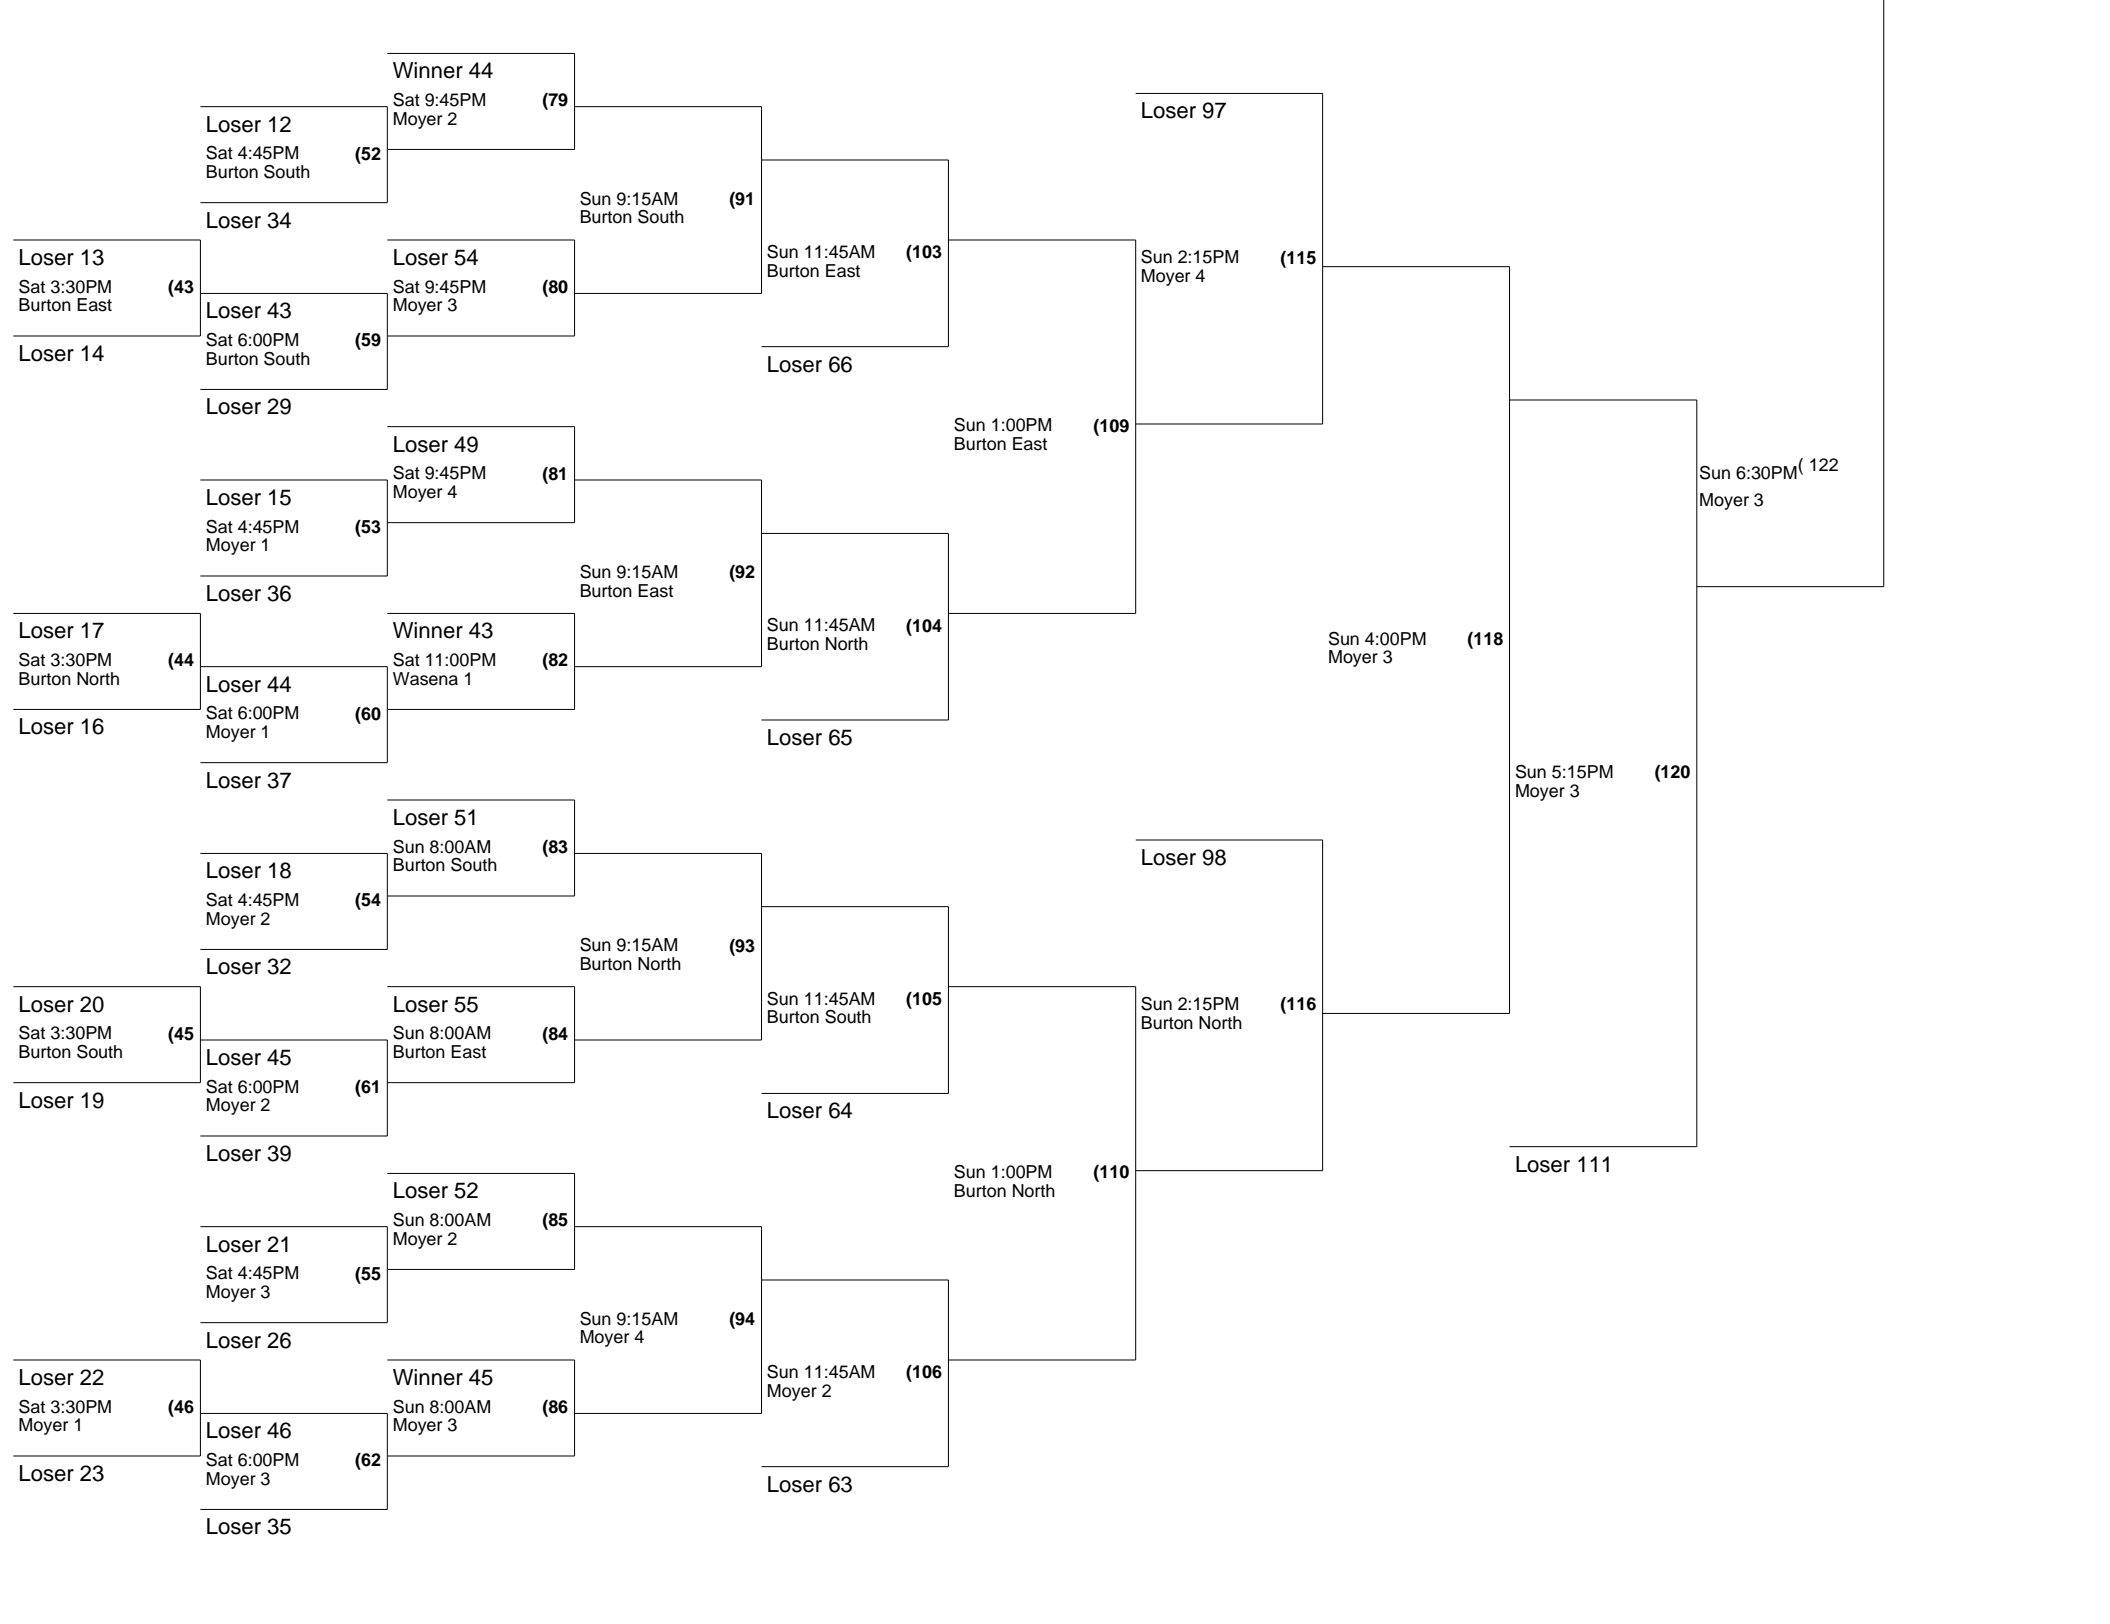 Winner 44
Sat 9:45PM (79
Moyer 2
Loser 97
Loser 12
Sat 4:45PM (52
Burton South
Sun 9:15AM (91
Burton South
Loser 34
Loser 13
Sat 3:30PM (43
Burton East
Loser 54
Sat 9:45PM (80
Moyer 3
Sun 11:45AM (103
Burton East
Sun 2:15PM (115
Moyer 4
Loser 43
Sat 6:00PM (59
Burton South
Loser 14
Loser 66
Loser 29
Loser 49
Sat 9:45PM (81
Moyer 4
Sun 1:00PM (109
Burton East
Sun 6:30PM ( 122
Moyer 3
Loser 15
Sat 4:45PM (53
Moyer 1
Sun 9:15AM (92
Burton East
Loser 36
Loser 17
Sat 3:30PM (44
Burton North
Winner 43
Sat 11:00PM (82
Wasena 1
Sun 11:45AM (104
Burton North
Sun 4:00PM (118
Moyer 3
Loser 44
Sat 6:00PM (60
Moyer 1
Loser 16
Loser 65
Loser 37
Sun 5:15PM (120
Moyer 3
Loser 51
Sun 8:00AM (83
Burton South
Loser 98
Loser 18
Sat 4:45PM (54
Moyer 2
Sun 9:15AM (93
Burton North
Loser 32
Loser 20
Sat 3:30PM (45
Burton South
Loser 55
Sun 8:00AM (84
Burton East
Sun 11:45AM (105
Burton South
Sun 2:15PM (116
Burton North
Loser 45
Sat 6:00PM (61
Moyer 2
Loser 19
Loser 64
Loser 39
Sun 1:00PM (110
Burton North
Loser 111
Loser 52
Sun 8:00AM (85
Moyer 2
Loser 21
Sat 4:45PM (55
Moyer 3
Sun 9:15AM (94
Moyer 4
Loser 26
Loser 22
Sat 3:30PM (46
Moyer 1
Winner 45
Sun 8:00AM (86
Moyer 3
Sun 11:45AM (106
Moyer 2
Loser 46
Sat 6:00PM (62
Moyer 3
Loser 23
Loser 63
Loser 35